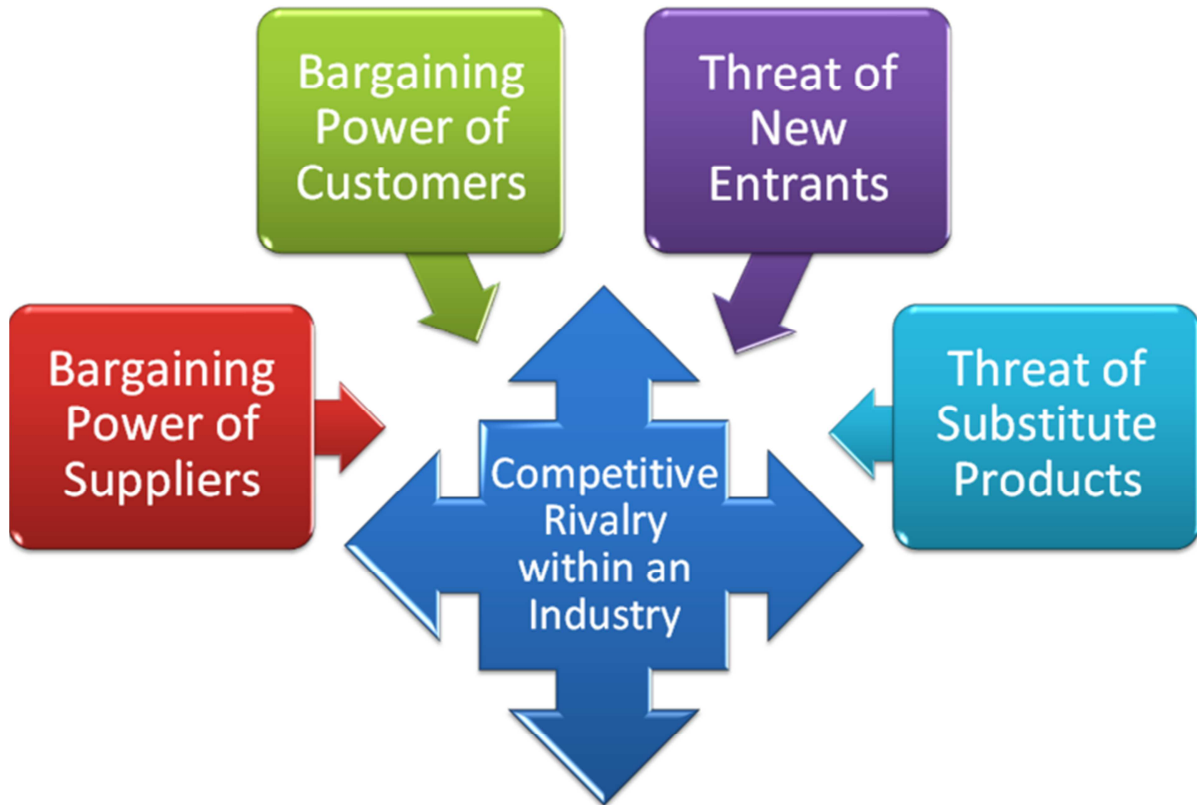 Bargaining
Power of
Customers
Threat of
New
Entrants
Bargaining
Power of
Suppliers
Threat of
Substitute
Products
Competitive
Rivalry
within an
Industry